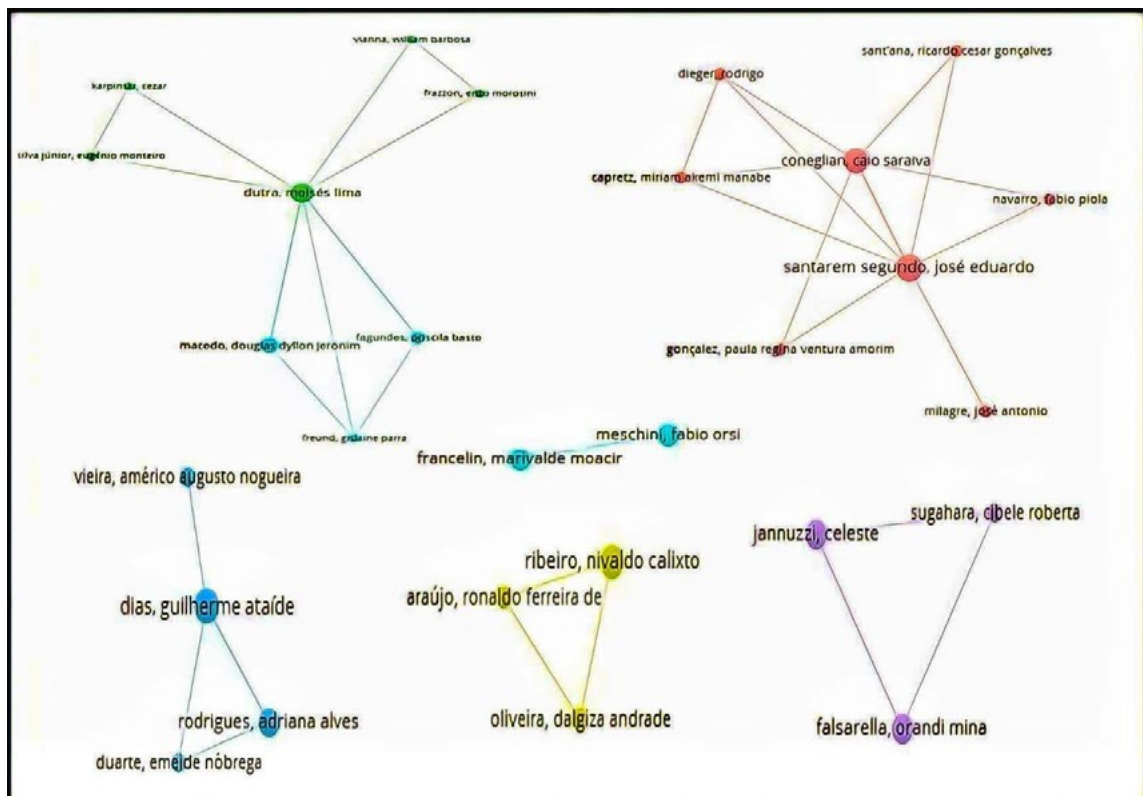 vianna, william barbosa
karpinski, cezar
frazzon, enzo morosini
silva júnior, eugênio monteiro
dutra, moisés lima
macedo, douglas dyllon jeronim
fagundes, priscila basto
freund, gislaine parra
sant'ana, ricardo cesar gonçalves
dieger, rodrigo
coneglian, caio saraiva
capretz, miriam akemi manabe
navarro, fabio piola
santarem segundo, josé eduardo
gonçalez, paula regina ventura amorim
milagre, josé antonio
meschini, fabio orsi
francelin, marivalde moacir
vieira, américo augusto nogueira
dias, guilherme ataíde
rodrigues, adriana alves
duarte, emeide nóbrega
ribeiro, nivaldo calixto
araújo, ronaldo ferreira de
oliveira, dalgiza andrade
sugahara, cibele roberta
jannuzzi, celeste
falsarella, orandi mina